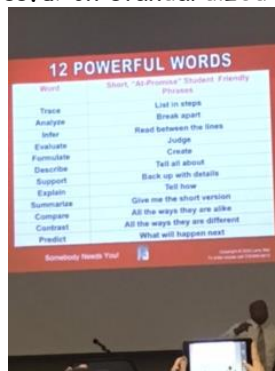 12 POWERFUL WORDS
Word Short, "At-Promise" Student Friendly Phrases
Trace List in steps
Analyze Break apart
Infer Read between the lines
Evaluate Judge
Formulate Create
Describe Tell all about
Support Back up with details
Explain Tell how
Summarize Give me the short version
Compare All the ways they are alike
Contrast All the ways they are different
Predict What will happen next
Somebody Needs You!